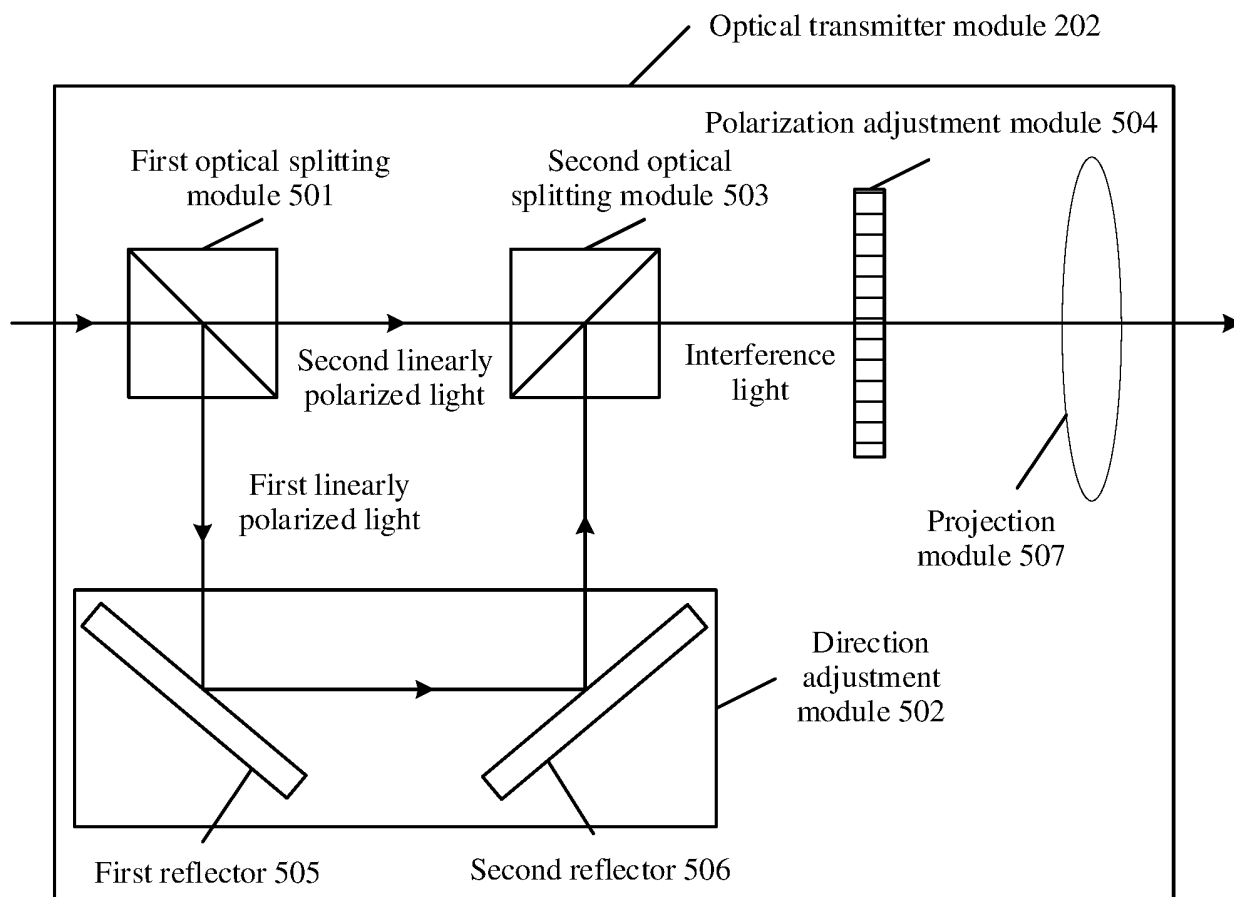 Optical transmitter module 202
Polarization adjustment module 504
First optical splitting
module 501
Second optical
splitting module 503
Second linearly
polarized light
Interference
light
First linearly
polarized light
Projection
module 507
Direction
adjustment
module 502
First reflector 505
Second reflector 506